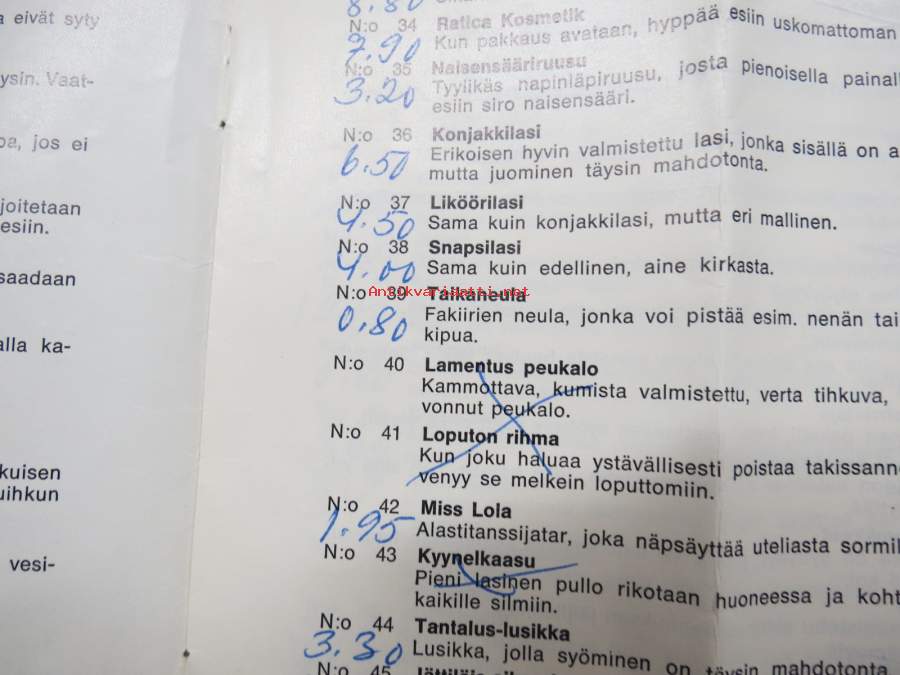 a eivät syty
ysin. Vaat-
oa, jos ei
joitetaan
esiin.
saadaan
alla ka-
kuisen
uihkun
vesi-
8.80
N:o 34 Ratica Kosmetik
7.90 Kun pakkaus avataan, hyppää esiin uskomattoman
N:o 35 Naisensääriruusu
3.20 Tyylikäs napinläpiruusu, josta pienoisella painal
esiin siro naisensääri.
N:o 36 Konjakkilasi
6.50 Erikoisen hyvin valmistettu lasi, jonka sisällä on a
mutta juominen täysin mahdotonta.
N:o 37 Liköörilasi
4.50 Sama kuin konjakkilasi, mutta eri mallinen.
N:o 38 Snapsilasi
4.00 Sama kuin edellinen, aine kirkasta.
Antikvariaatti.net
N:o 39 Taikaneula
0.80 Fakiirien neula, jonka voi pistää esim. nenän tai
kipua.
N:o 40 Lamentus peukalo
Kammottava, kumista valmistettu, verta tihkuva,
vonnut peukalo.
N:o 41 Loputon rihma
Kun joku haluaa ystävällisesti poistaa takissanne
venyy se melkein loputtomiin.
N:o 42 Miss Lola
1.95 Alastitanssijatar, joka näpsäyttää uteliasta sormil
N:o 43 Kyynelkaasu
Pieni lasinen pullo rikotaan huoneessa ja koht
kaikille silmiin.
N:o 44 Tantalus-lusikka
3.30 Lusikka, jolla syöminen on täysin mahdotonta
N:o 45